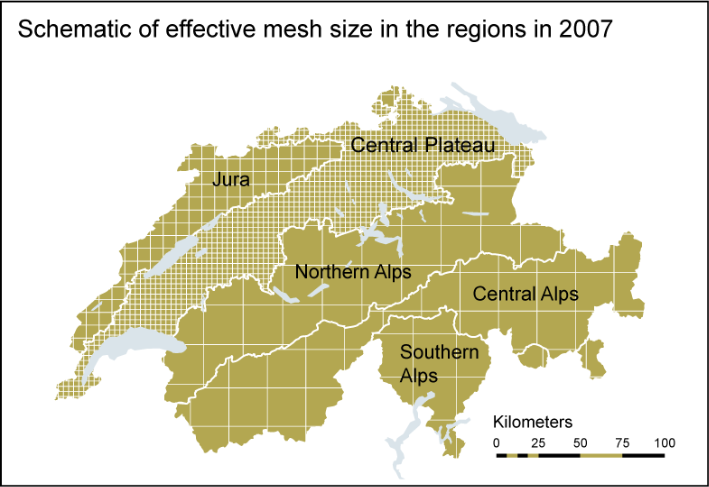 Schematic of effective mesh size in the regions in 2007
Central Plateau
Jura
Northern Alps
Central Alps
Southern
Alps
Kilometers
0 25 50 75 100